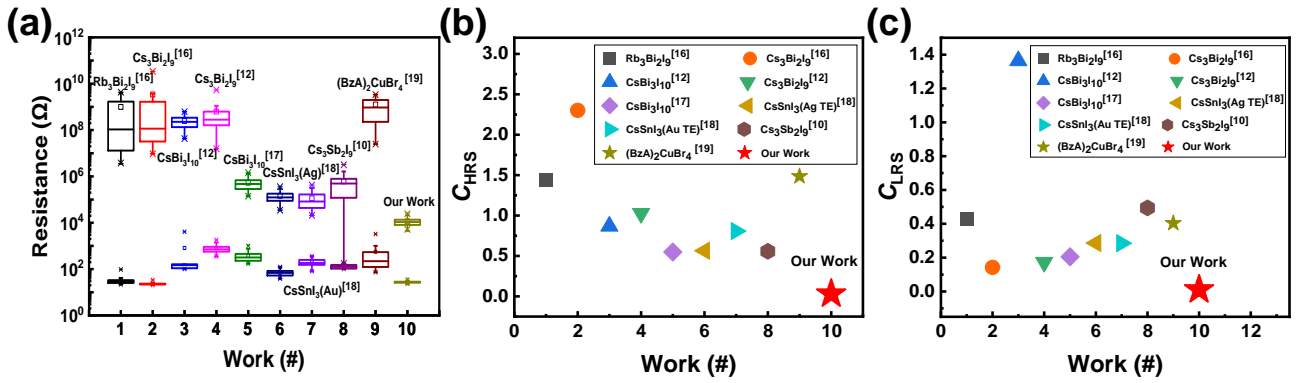 (a)
Resistance (Ω)
10^12
10^10
10^8
10^6
10^4
10^2
10^0
Rb3Bi2I9[16]
Cs3Bi2I9[16]
CsBi3I10[12]
Cs3Bi2I9[12]
CsBi3I10[17]
CsSnI3(Ag)[18]
CsSnI3(Au)[18]
Cs3Sb2I9[10]
(BzA)2CuBr4[19]
Our Work
1 2 3 4 5 6 7 8 9 10
Work (#)
(b)
CHRS
3.0
2.5
2.0
1.5
1.0
0.5
0.0
Rb3Bi2I9[16] Cs3Bi2I9[16]
CsBi3I10[12] Cs3Bi2I9[12]
CsBi3I10[17] CsSnI3(Ag TE)[18]
CsSnI3(Au TE)[18] Cs3Sb2I9[10]
(BzA)2CuBr4 [19] Our Work
Our Work
0 2 4 6 8 10
Work (#)
(c)
CLRS
1.4
1.2
1.0
0.8
0.6
0.4
0.2
0.0
Rb3Bi2I9[16] Cs3Bi2I9[16]
CsBi3I10[12] Cs3Bi2I9[12]
CsBi3I10[17] CsSnI3(Ag TE)[18]
CsSnI3(Au TE)[18] Cs3Sb2I9[10]
(BzA)2CuBr4 [19] Our Work
Our Work
0 2 4 6 8 10 12
Work (#)